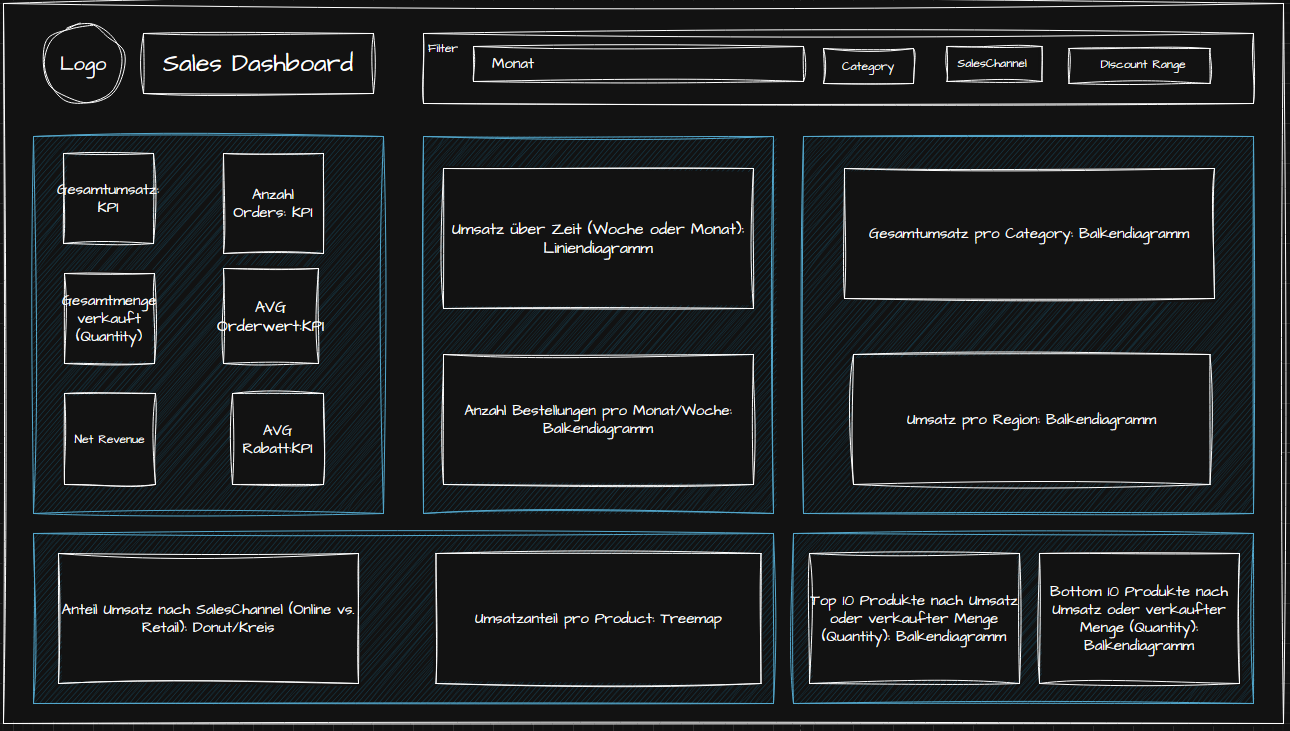 Logo
Sales Dashboard
Filter
Monat
Category
SalesChannel
Discount Range
Gesamtumsatz:
KPI
Anzahl
Orders: KPI
Gesamtmenge
verkauft
(Quantity)
AVG
Orderwert:KPI
Net Revenue
AVG
Rabatt:KPI
Umsatz über Zeit (Woche oder Monat):
Liniendiagramm
Anzahl Bestellungen pro Monat/Woche:
Balkendiagramm
Gesamtumsatz pro Category: Balkendiagramm
Umsatz pro Region: Balkendiagramm
Anteil Umsatz nach SalesChannel (Online vs.
Retail): Donut/Kreis
Umsatzanteil pro Product: Treemap
Top 10 Produkte nach Umsatz
oder verkaufter Menge
(Quantity): Balkendiagramm
Bottom 10 Produkte nach
Umsatz oder verkaufter
Menge (Quantity):
Balkendiagramm